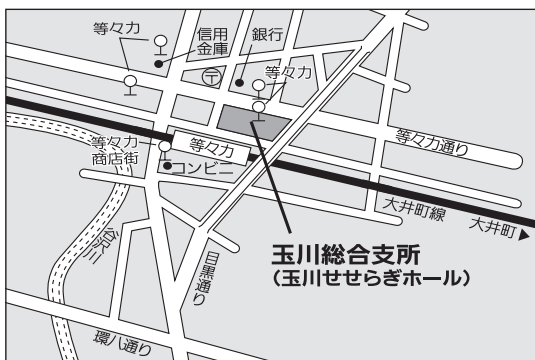 等々力
信用
金庫
銀行
〒
等々力
等々力通り
等々力
商店街
等々力
コンビニ
大井町線
大井町▶
谷沢川
玉川総合支所
(玉川せせらぎホール)
目黒通り
環八通り